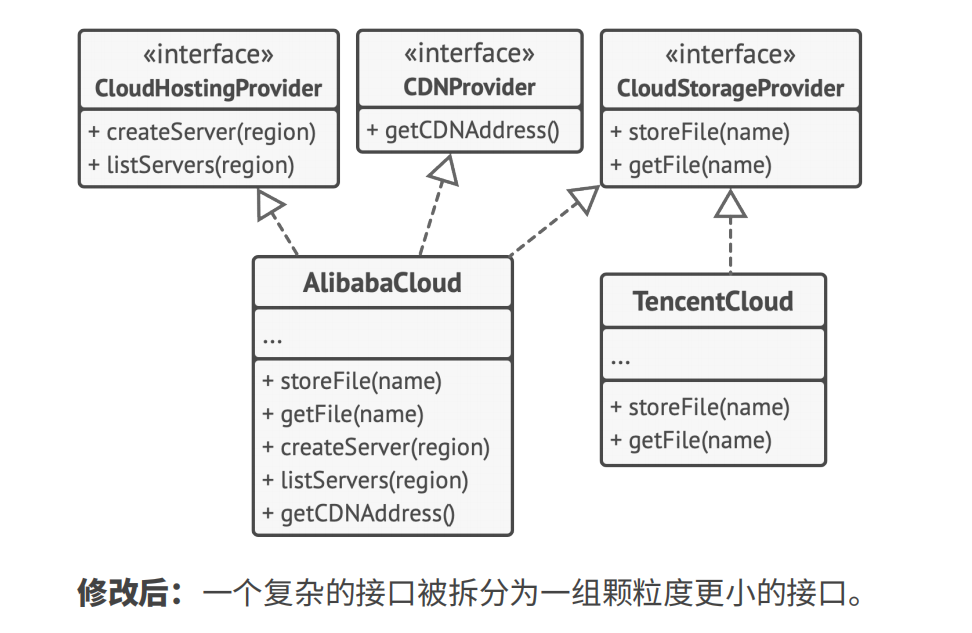 «interface»
CloudHostingProvider
+ createServer(region)
+ listServers(region)
«interface»
CDNProvider
+ getCDNAddress()
«interface»
CloudStorageProvider
+ storeFile(name)
+ getFile(name)
AlibabaCloud
...
+ storeFile(name)
+ getFile(name)
+ createServer(region)
+ listServers(region)
+ getCDNAddress()
TencentCloud
...
+ storeFile(name)
+ getFile(name)
修改后：一个复杂的接口被拆分为一组颗粒度更小的接口。